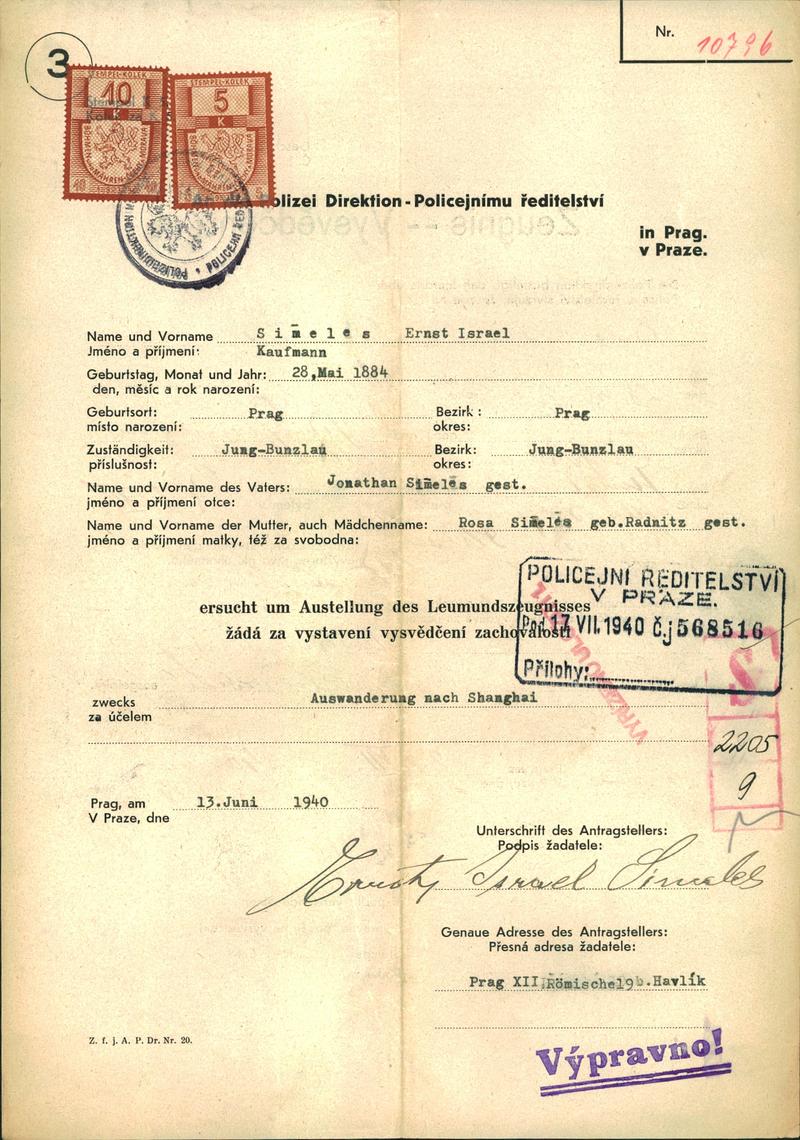 Nr. 10796
3
STEMPEL-KOLEK
10
K
STEMPEL-KOLEK
5
K
Polizei Direktion - Policejnímu ředitelství
in Prag.
v Praze.
Name und Vorname S i m e l e s Ernst Israel
Jméno a příjmení: Kaufmann
Geburtstag, Monat und Jahr: 28,Mai 1884
den, měsíc a rok narození:
Geburtsort: Prag Bezirk: Prag
místo narození: okres:
Zuständigkeit: Jung-Bunzlau Bezirk: Jung-Bunzlau
příslušnost: okres:
Name und Vorname des Vaters: Jonathan Simeles gest.
jméno a příjmení otce:
Name und Vorname der Mutter, auch Mädchenname: Rosa Simeles geb.Radnitz gest.
jméno a příjmení matky, též za svobodna:
POLICEJNÍ ŘEDITELSTVÍ
V PRAZE.
Pod 17 VII. 1940 č.j 568516
Přílohy:
ersucht um Austellung des Leumundszeugnisses
žádá za vystavení vysvědčení zachovalosti
S
zwecks Auswanderung nach Shanghai
za účelem
2205
9
Prag, am 13.Juni 1940
V Praze, dne
Unterschrift des Antragstellers:
Podpis žadatele:
Ernst Israel Simeles
Genaue Adresse des Antragstellers:
Přesná adresa žadatele:
Prag XII,Römische19 b.Havlík
Z. f. j. A. P. Dr. Nr. 20.
Výpravno!